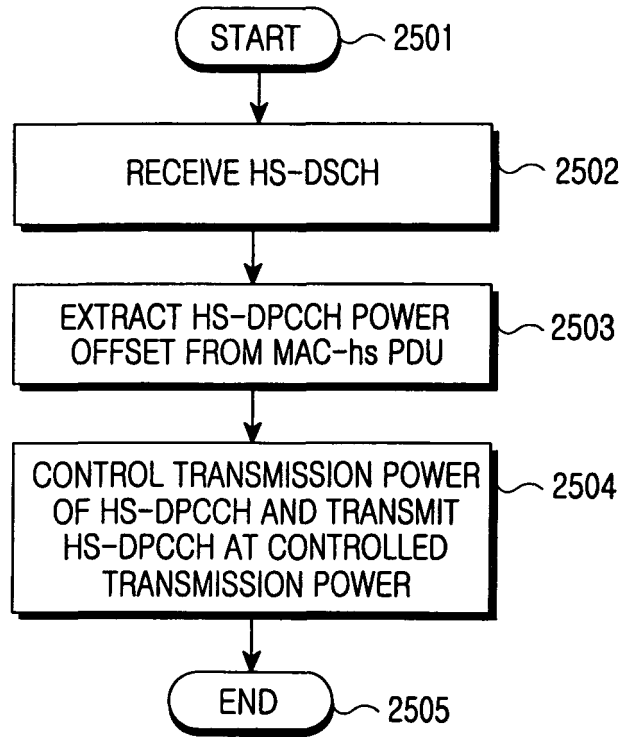 START
2501
RECEIVE HS-DSCH
2502
EXTRACT HS-DPCCH POWER
OFFSET FROM MAC-hs PDU
2503
CONTROL TRANSMISSION POWER
OF HS-DPCCH AND TRANSMIT
HS-DPCCH AT CONTROLLED
TRANSMISSION POWER
2504
END
2505